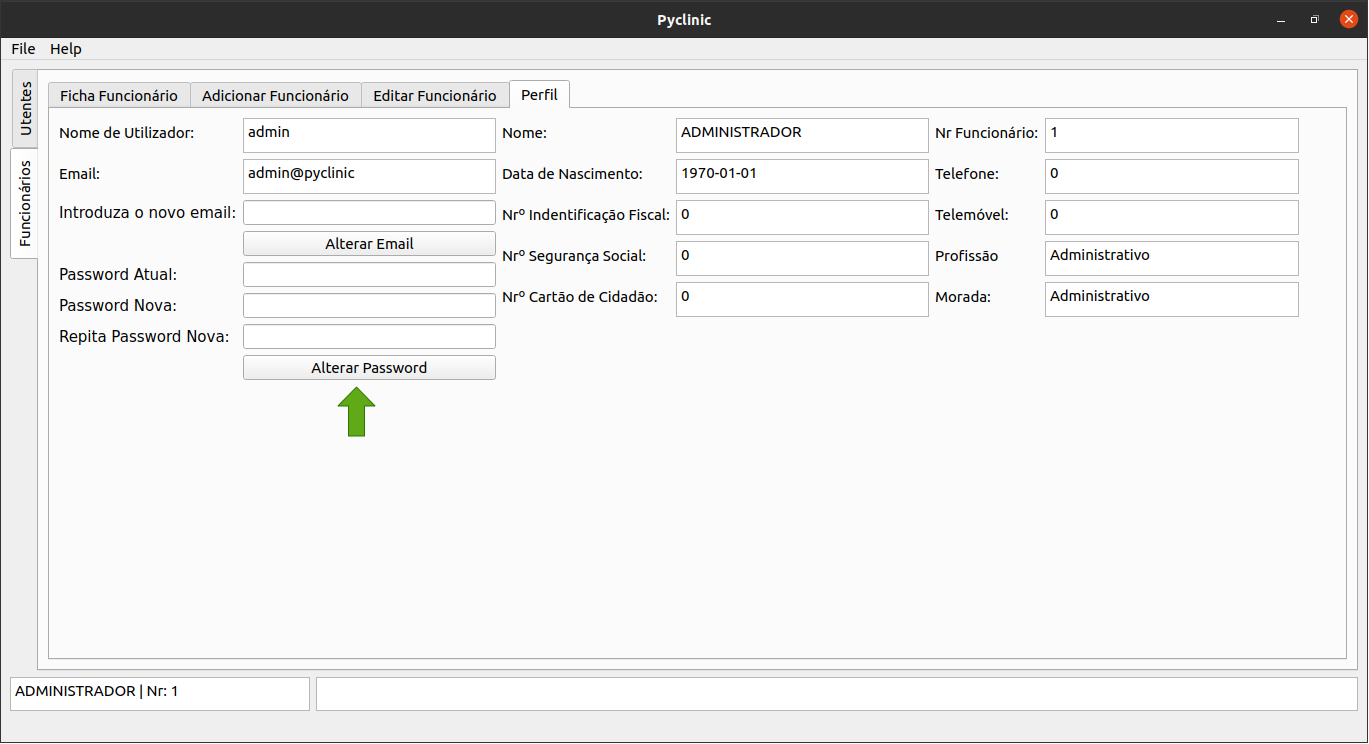 Pyclinic
File Help
Utentes
Funcionários
Ficha Funcionário Adicionar Funcionário Editar Funcionário Perfil
Nome de Utilizador: admin Nome: ADMINISTRADOR Nr Funcionário: 1
Email: admin@pyclinic Data de Nascimento: 1970-01-01 Telefone: 0
Introduza o novo email: Nrº Indentificação Fiscal: 0 Telemóvel: 0
Alterar Email Nrº Segurança Social: 0 Profissão Administrativo
Password Atual:
Password Nova: Nrº Cartão de Cidadão: 0 Morada: Administrativo
Repita Password Nova:
Alterar Password
ADMINISTRADOR | Nr: 1